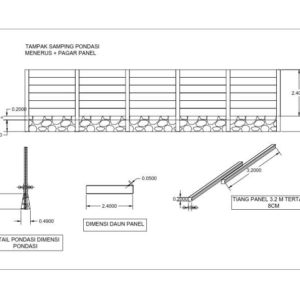 TAMPAK SAMPING PONDASI
MENERUS + PAGAR PANEL
0.2000
2.40
0.0500
3.2000
0.20
0.4900
2.4000
TIANG PANEL 3.2 M TERTA
8CM
DIMENSI DAUN PANEL
TAIL PONDASI DIMENSI
PONDASI